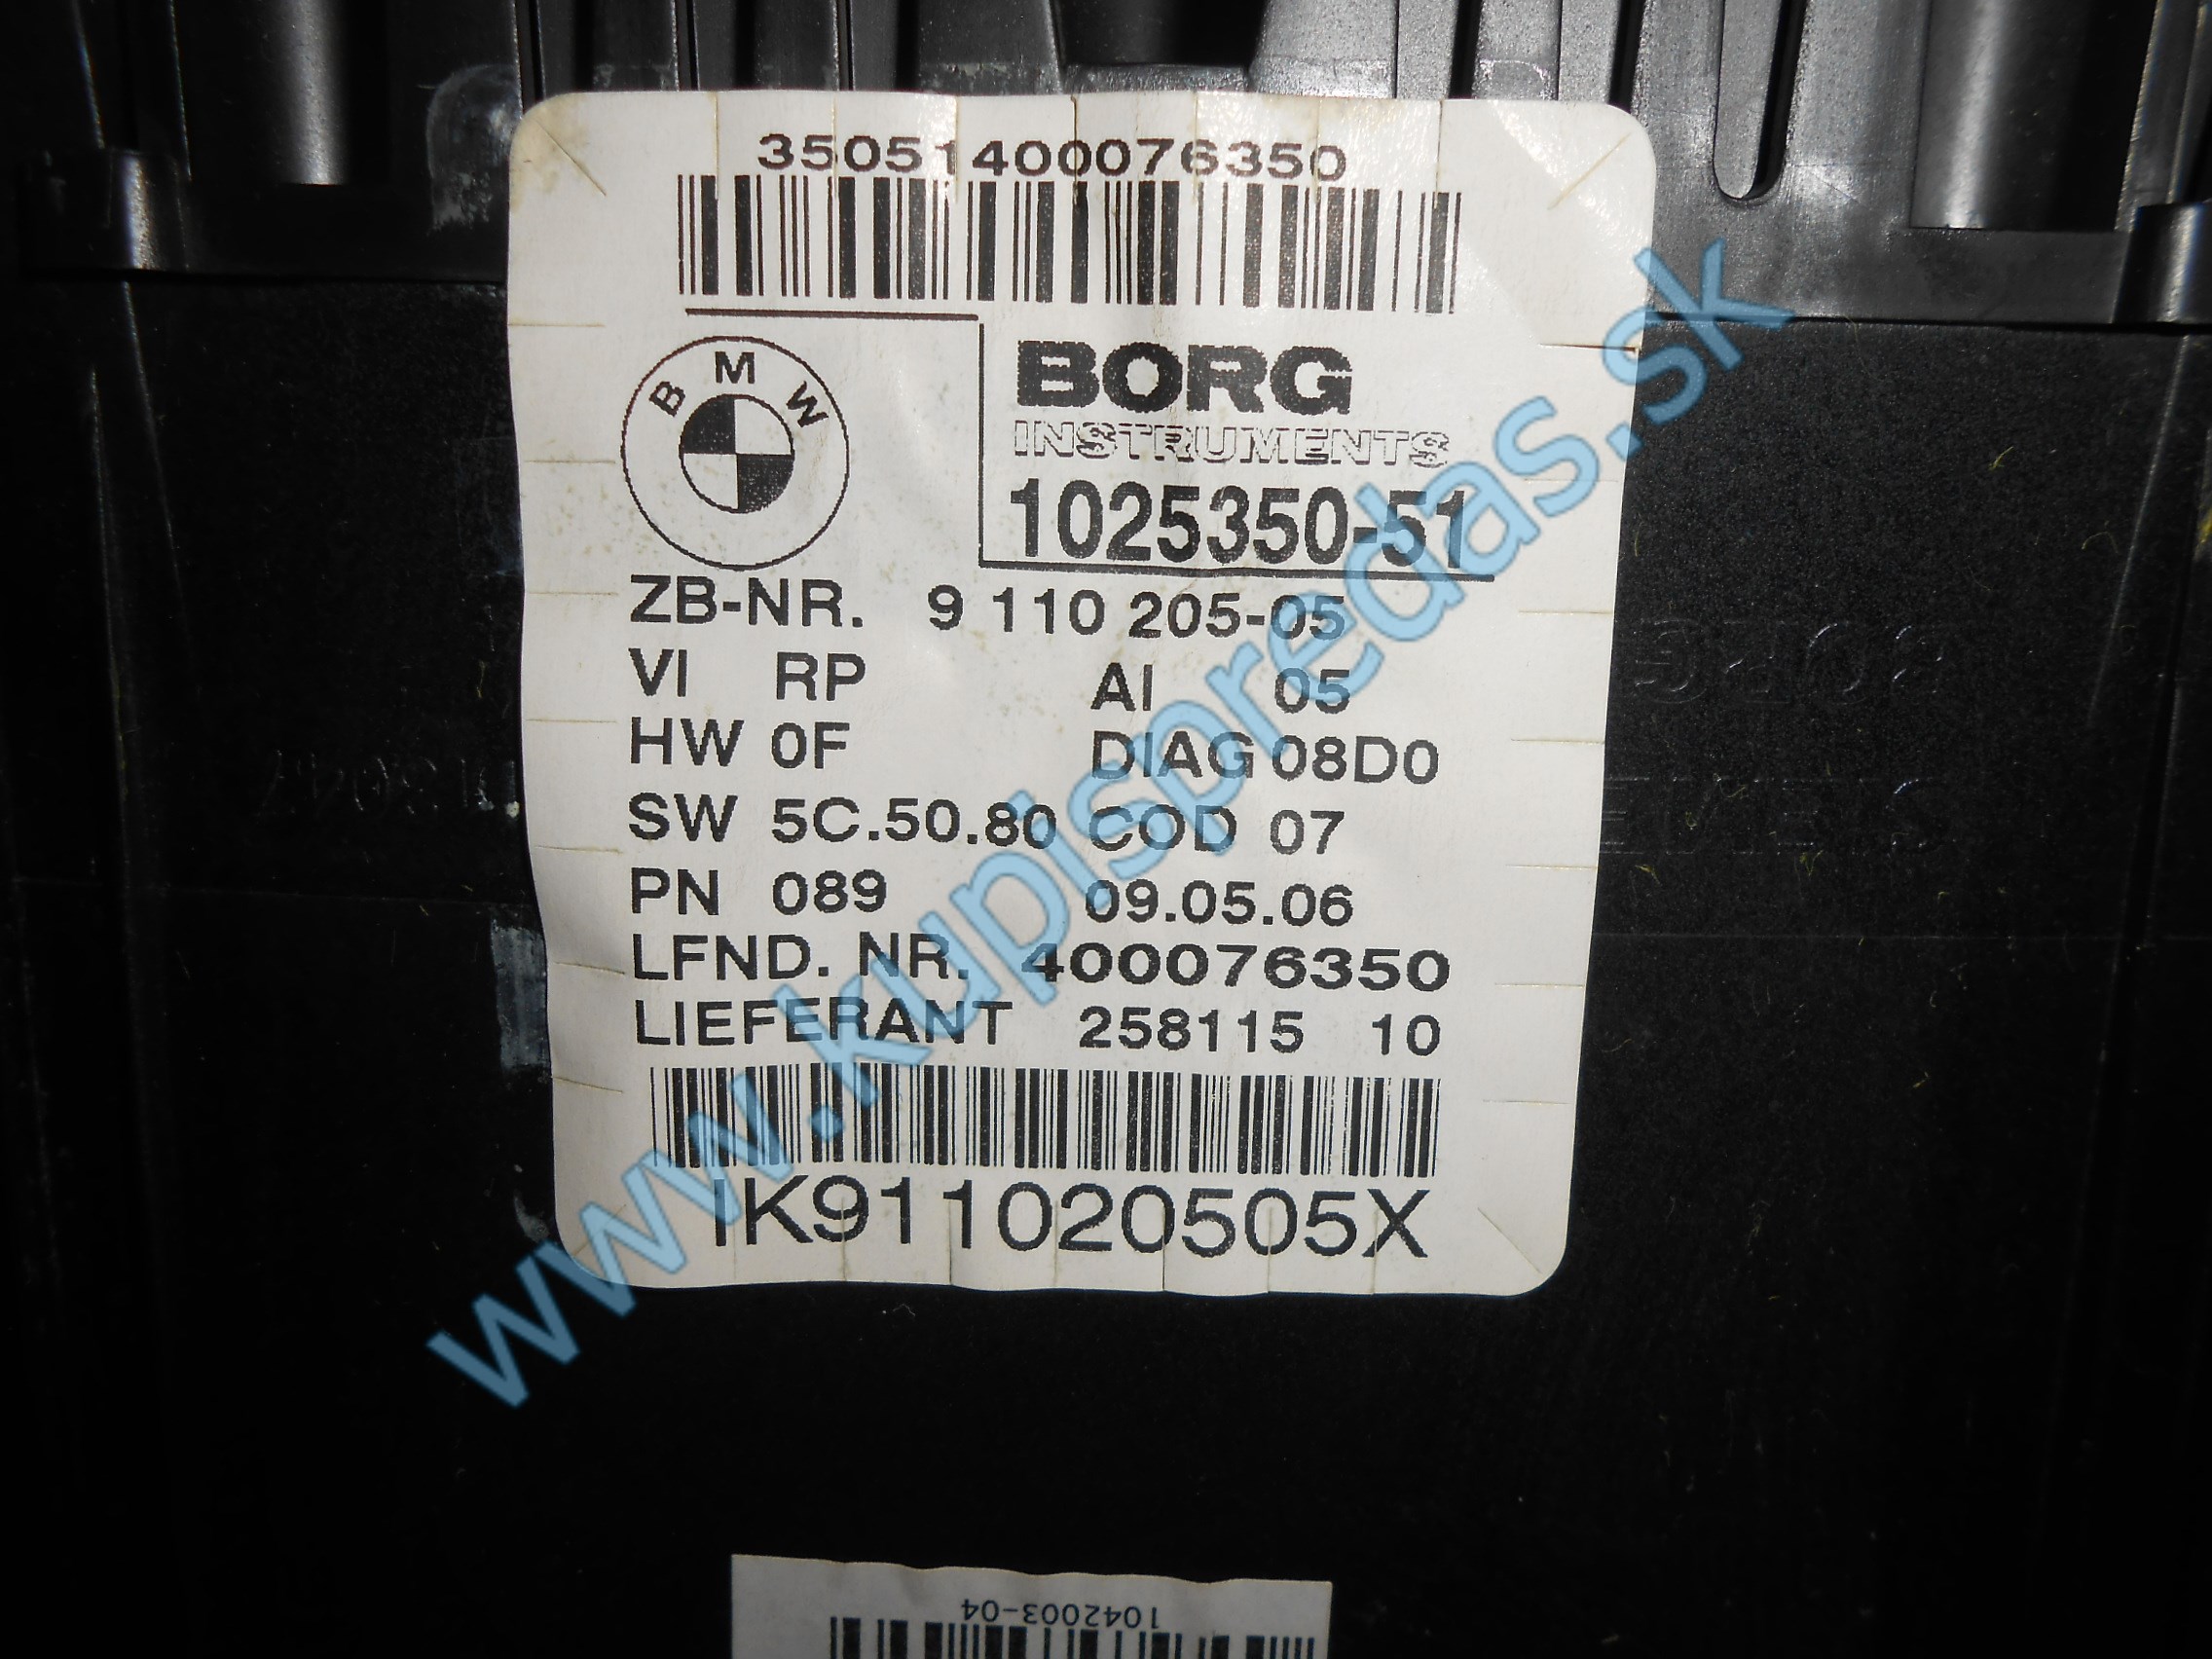 35051400076350
BMW
BORG
INSTRUMENTS
1025350-51
ZB-NR. 9 110 205-05
VI RP AI 05
HW 0F DIAG 08D0
SW 5C.50.80 COD 07
PN 089 09.05.06
LFND. NR. 400076350
LIEFERANT 258115 10
IK911020505X
1042003-04
www.kupispredas.sk
BORG